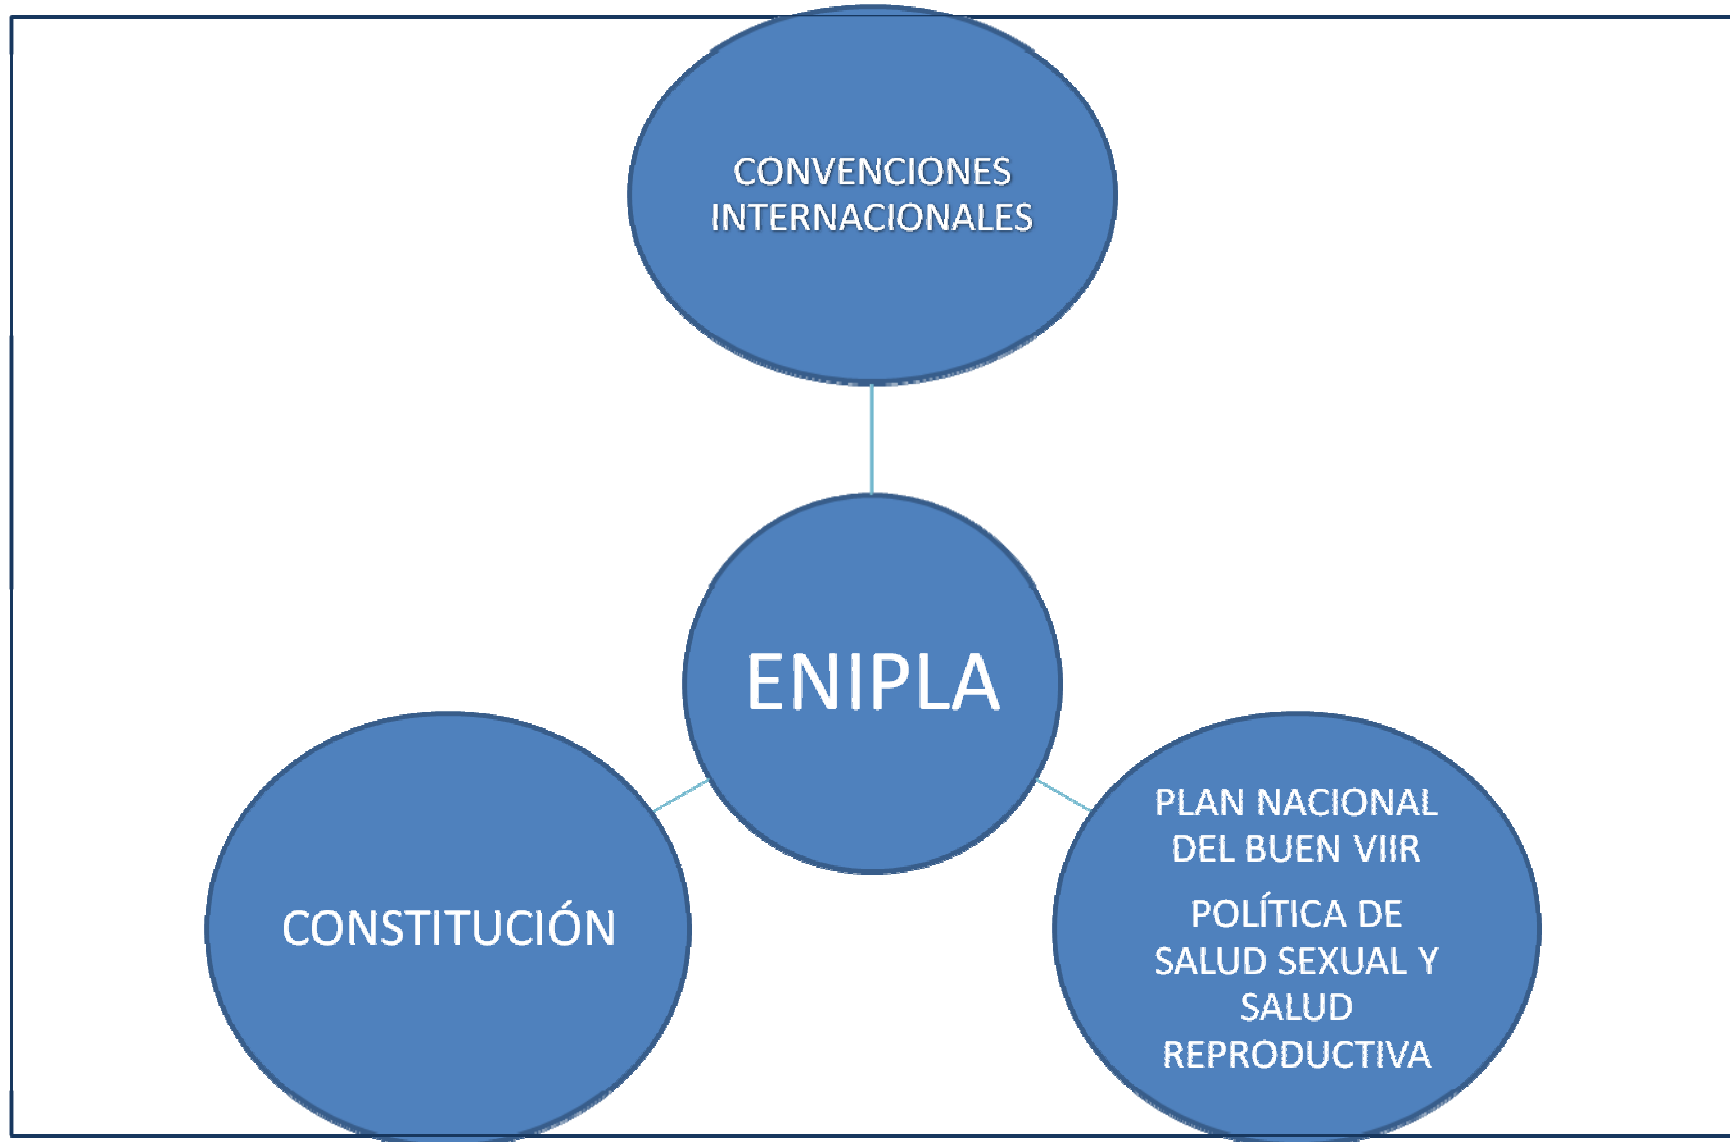 CONVENCIONES
INTERNACIONALES
ENIPLA
CONSTITUCIÓN
PLAN NACIONAL
DEL BUEN VIIR
POLÍTICA DE
SALUD SEXUAL Y
SALUD
REPRODUCTIVA